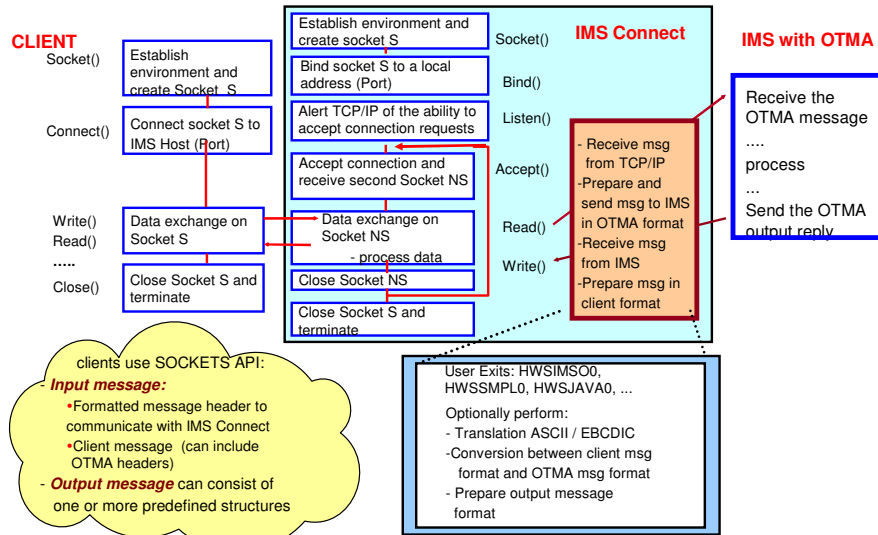 CLIENT
Socket()
Establish
environment and
create Socket S
Connect()
Connect socket S to
IMS Host (Port)
Write()
Read()
.....
Data exchange on
Socket S
Close()
Close Socket S and
terminate
IMS Connect
Establish environment and
create socket S
Socket()
Bind socket S to a local
address (Port)
Bind()
Alert TCP/IP of the ability to
accept connection requests
Listen()
Accept connection and
receive second Socket NS
Accept()
Data exchange on
Socket NS
- process data
Read()
Write()
Close Socket NS
Close Socket S and
terminate
- Receive msg
from TCP/IP
-Prepare and
send msg to IMS
in OTMA format
-Receive msg
from IMS
-Prepare msg in
client format
IMS with OTMA
Receive the
OTMA message
....
process
...
Send the OTMA
output reply
clients use SOCKETS API:
- Input message:
•Formatted message header to
communicate with IMS Connect
•Client message (can include
OTMA headers)
- Output message can consist of
one or more predefined structures
User Exits: HWSIMSO0,
HWSSMPL0, HWSJAVA0, ...
Optionally perform:
- Translation ASCII / EBCDIC
-Conversion between client msg
format and OTMA msg format
- Prepare output message
format